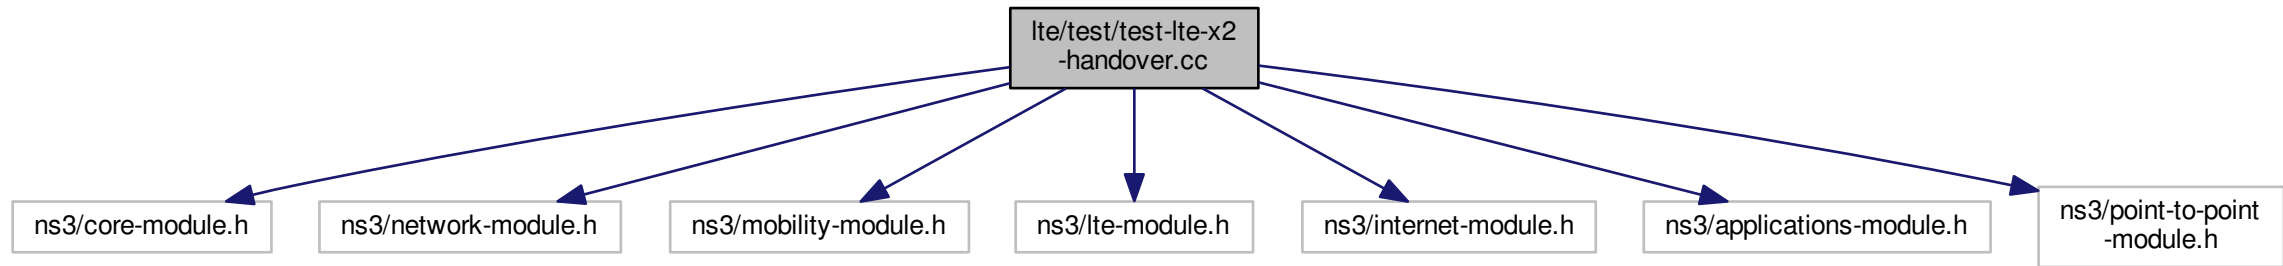 lte/test/test-lte-x2
-handover.cc
ns3/core-module.h
ns3/network-module.h
ns3/mobility-module.h
ns3/lte-module.h
ns3/internet-module.h
ns3/applications-module.h
ns3/point-to-point
-module.h